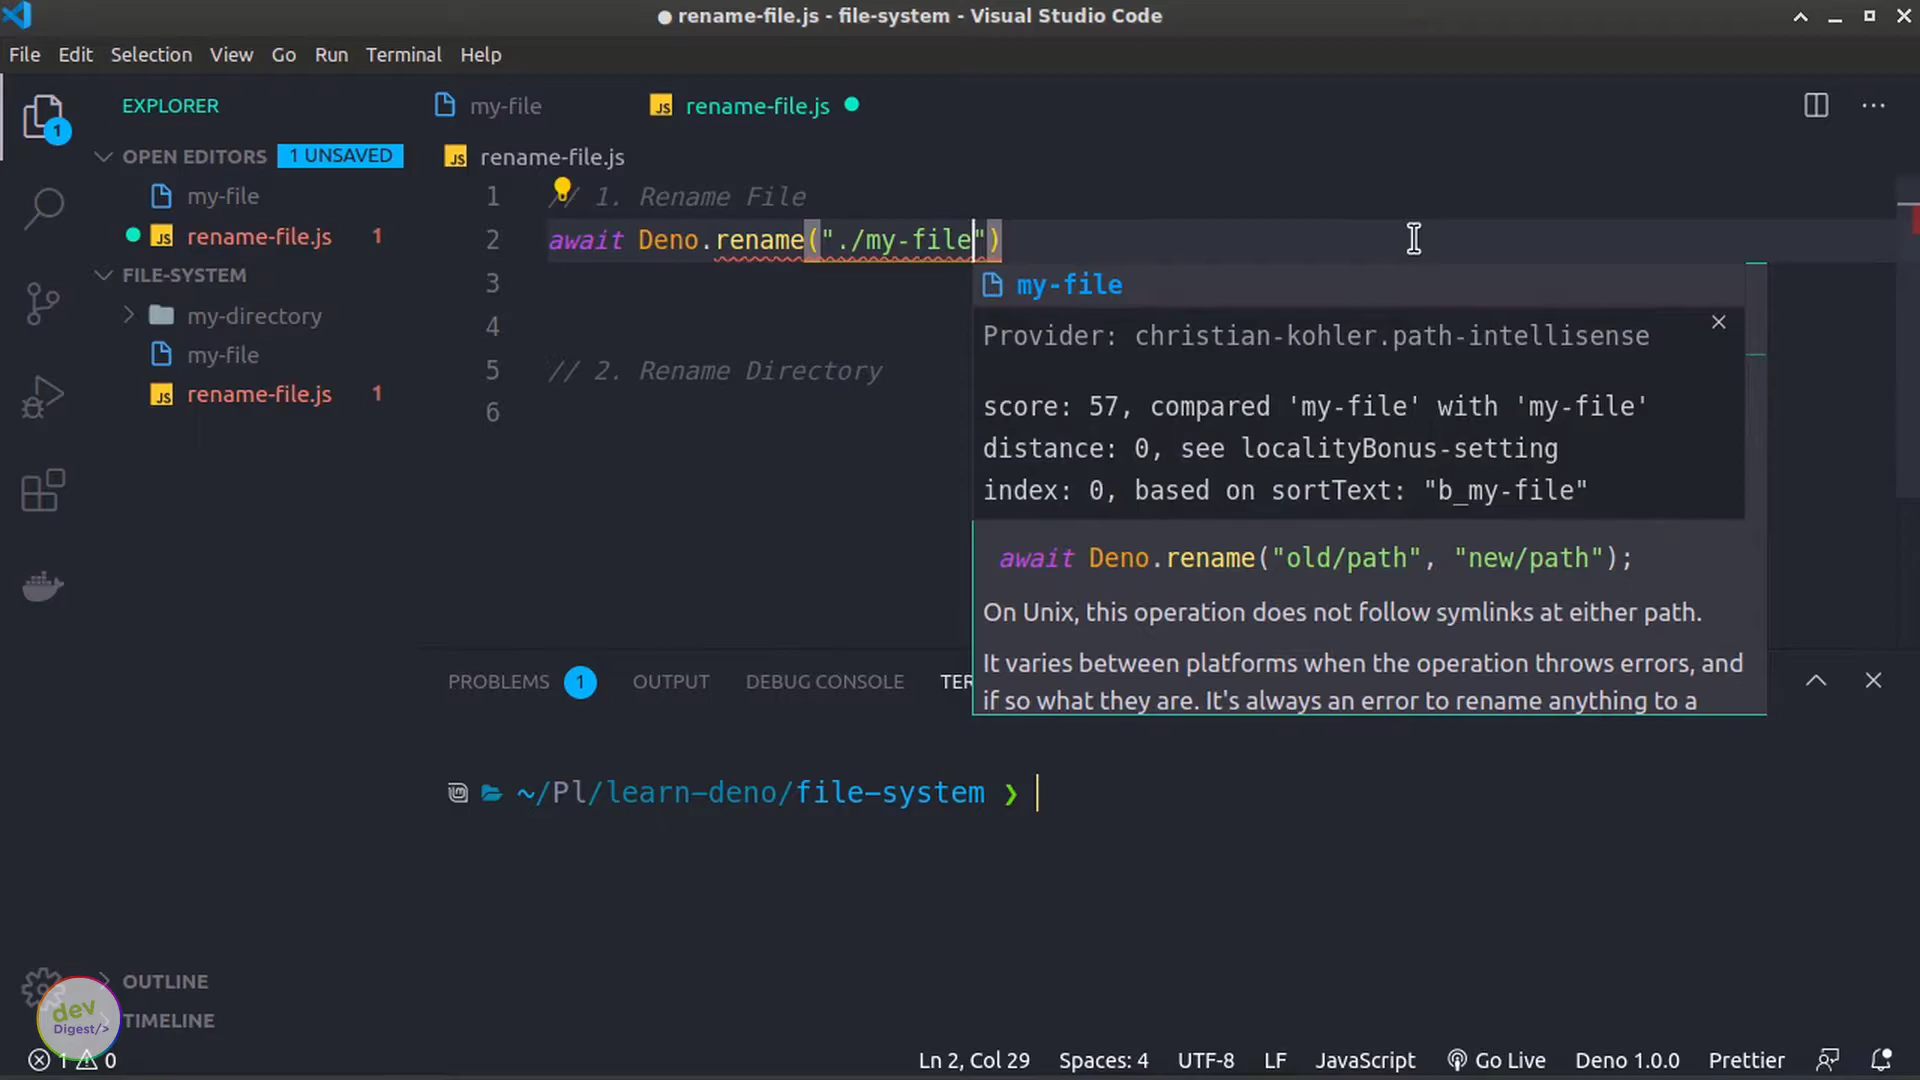 rename-file.js - file-system - Visual Studio Code
File Edit Selection View Go Run Terminal Help
EXPLORER
OPEN EDITORS 1 UNSAVED
my-file
rename-file.js 1
FILE-SYSTEM
my-directory
my-file
rename-file.js 1
OUTLINE
TIMELINE
1
my-file
JS rename-file.js
JS rename-file.js
1 // 1. Rename File
2 await Deno.rename("./my-file")
3
4
5 // 2. Rename Directory
6
my-file
Provider: christian-kohler.path-intellisense
score: 57, compared 'my-file' with 'my-file'
distance: 0, see localityBonus-setting
index: 0, based on sortText: "b_my-file"
await Deno.rename("old/path", "new/path");
On Unix, this operation does not follow symlinks at either path.
It varies between platforms when the operation throws errors, and
if so what they are. It's always an error to rename anything to a
PROBLEMS 1 OUTPUT DEBUG CONSOLE TER
~/Pl/learn-deno/file-system ❯
dev
Digest/>
1 0 Ln 2, Col 29 Spaces: 4 UTF-8 LF JavaScript Go Live Deno 1.0.0 Prettier